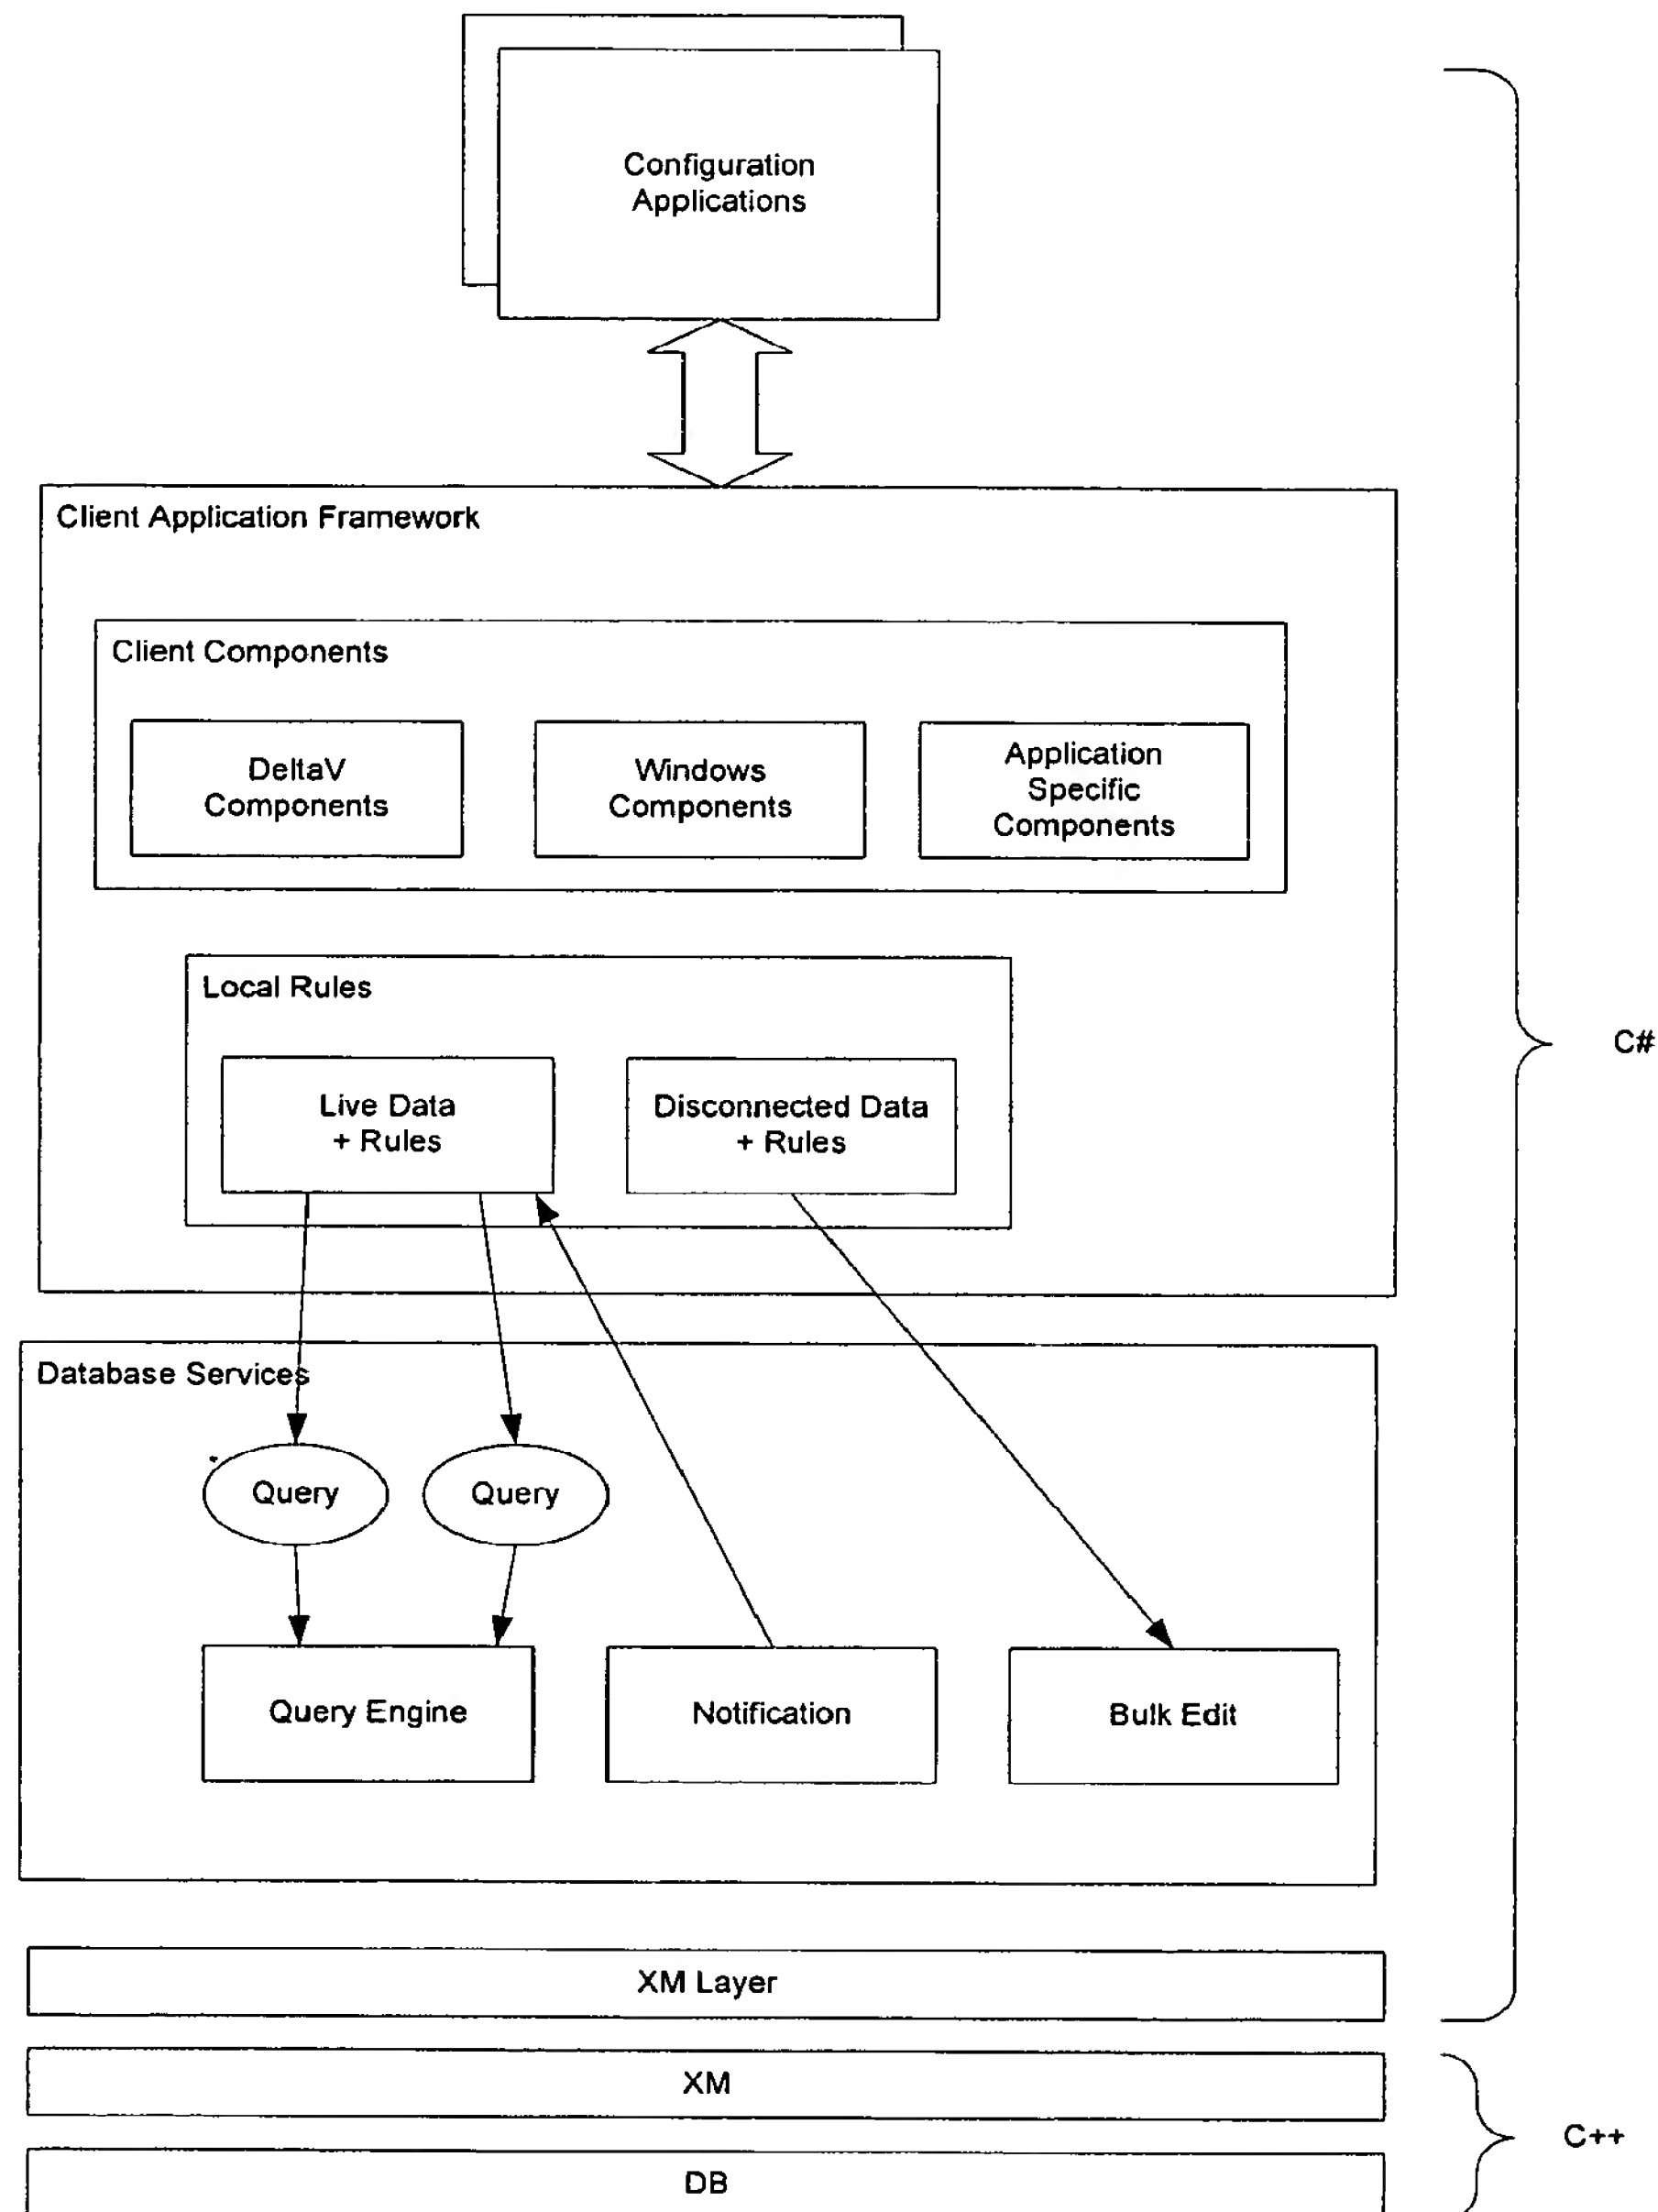 Configuration
Applications
Client Application Framework
Client Components
DeltaV
Components
Windows
Components
Application
Specific
Components
Local Rules
Live Data
+ Rules
Disconnected Data
+ Rules
C#
Database Services
Query
Query
Query Engine
Notification
Bulk Edit
XM Layer
XM
C++
DB